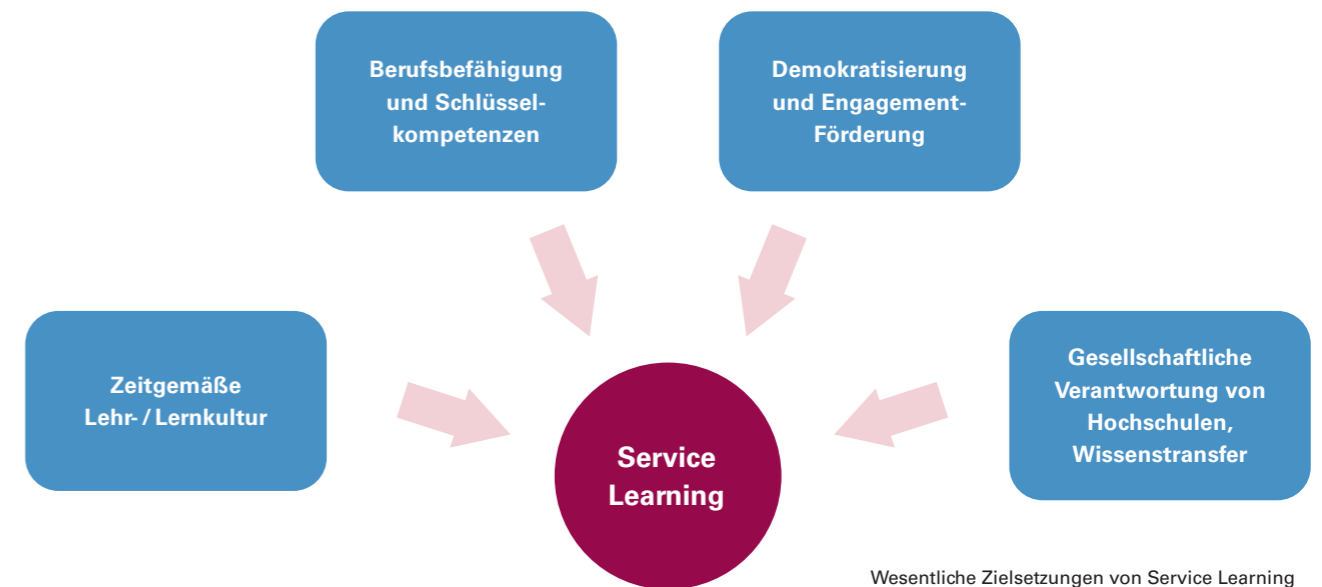 Berufsbefähigung
und Schlüssel-
kompetenzen
Demokratisierung
und Engagement-
Förderung
Zeitgemäße
Lehr- / Lernkultur
Gesellschaftliche
Verantwortung von
Hochschulen,
Wissenstransfer
Service
Learning
Wesentliche Zielsetzungen von Service Learning